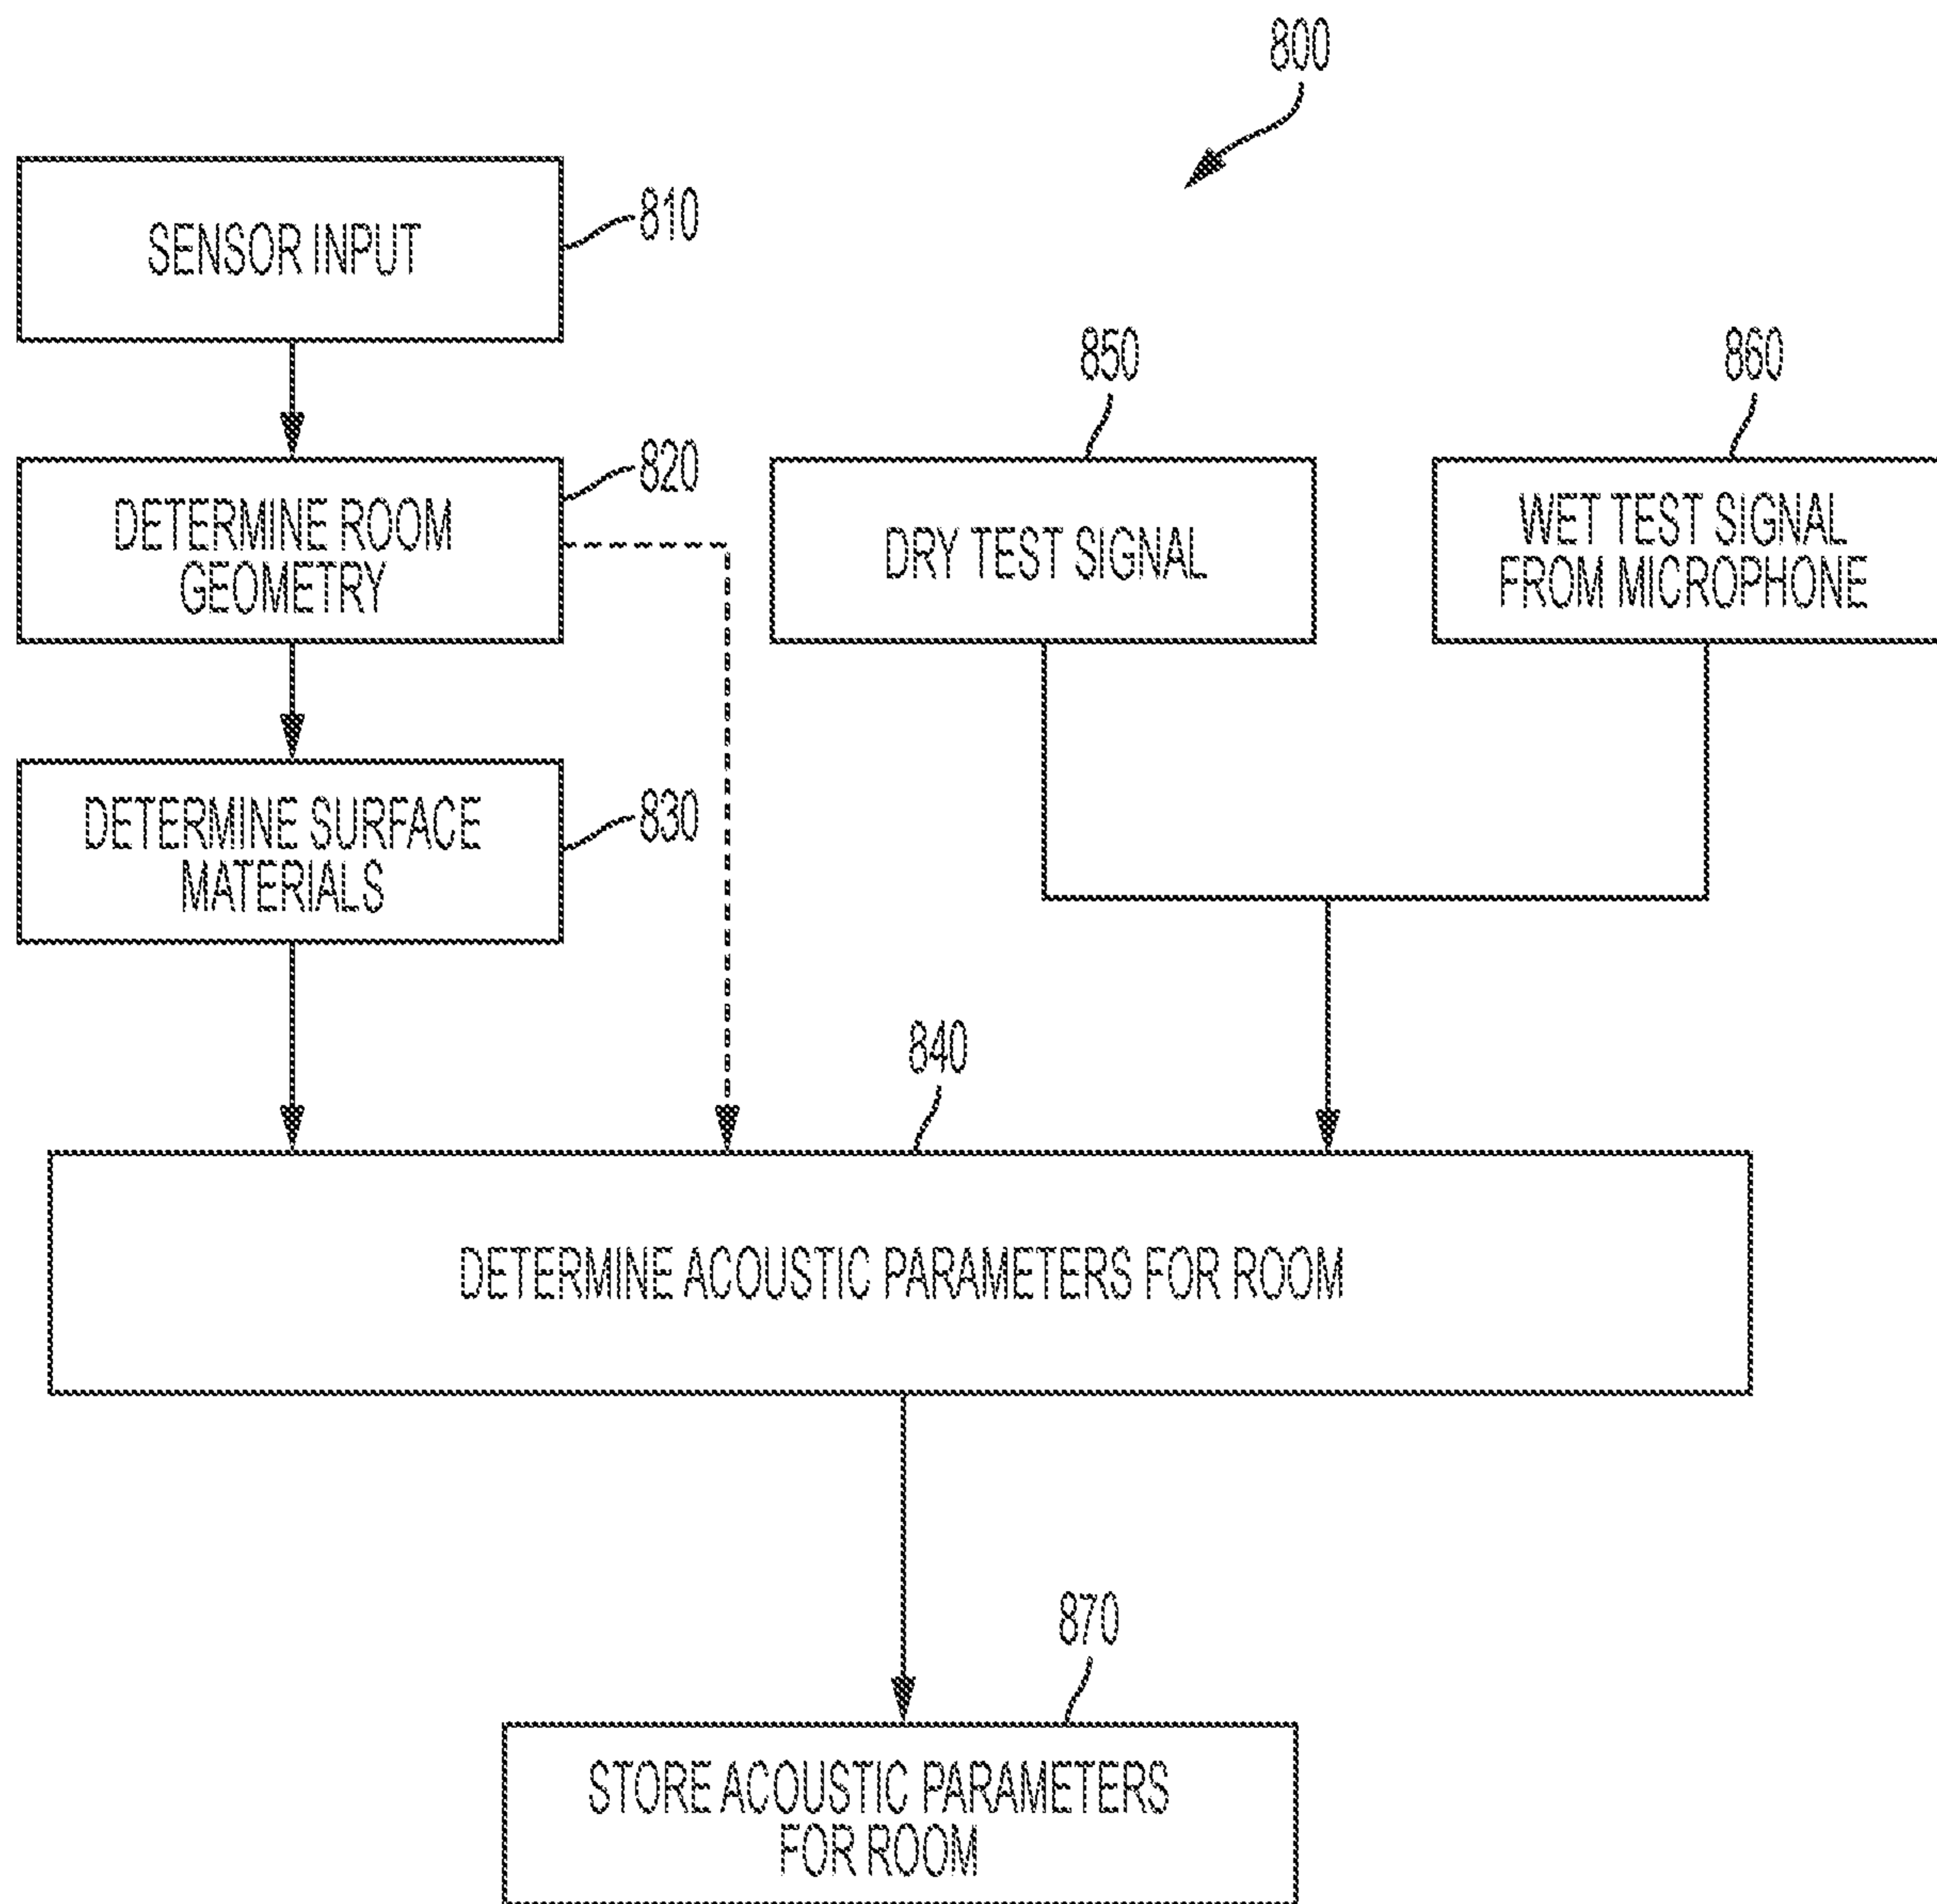 800
SENSOR INPUT
810
850
860
DETERMINE ROOM
GEOMETRY
820
DRY TEST SIGNAL
WET TEST SIGNAL
FROM MICROPHONE
DETERMINE SURFACE
MATERIALS
830
840
DETERMINE ACOUSTIC PARAMETERS FOR ROOM
870
STORE ACOUSTIC PARAMETERS
FOR ROOM